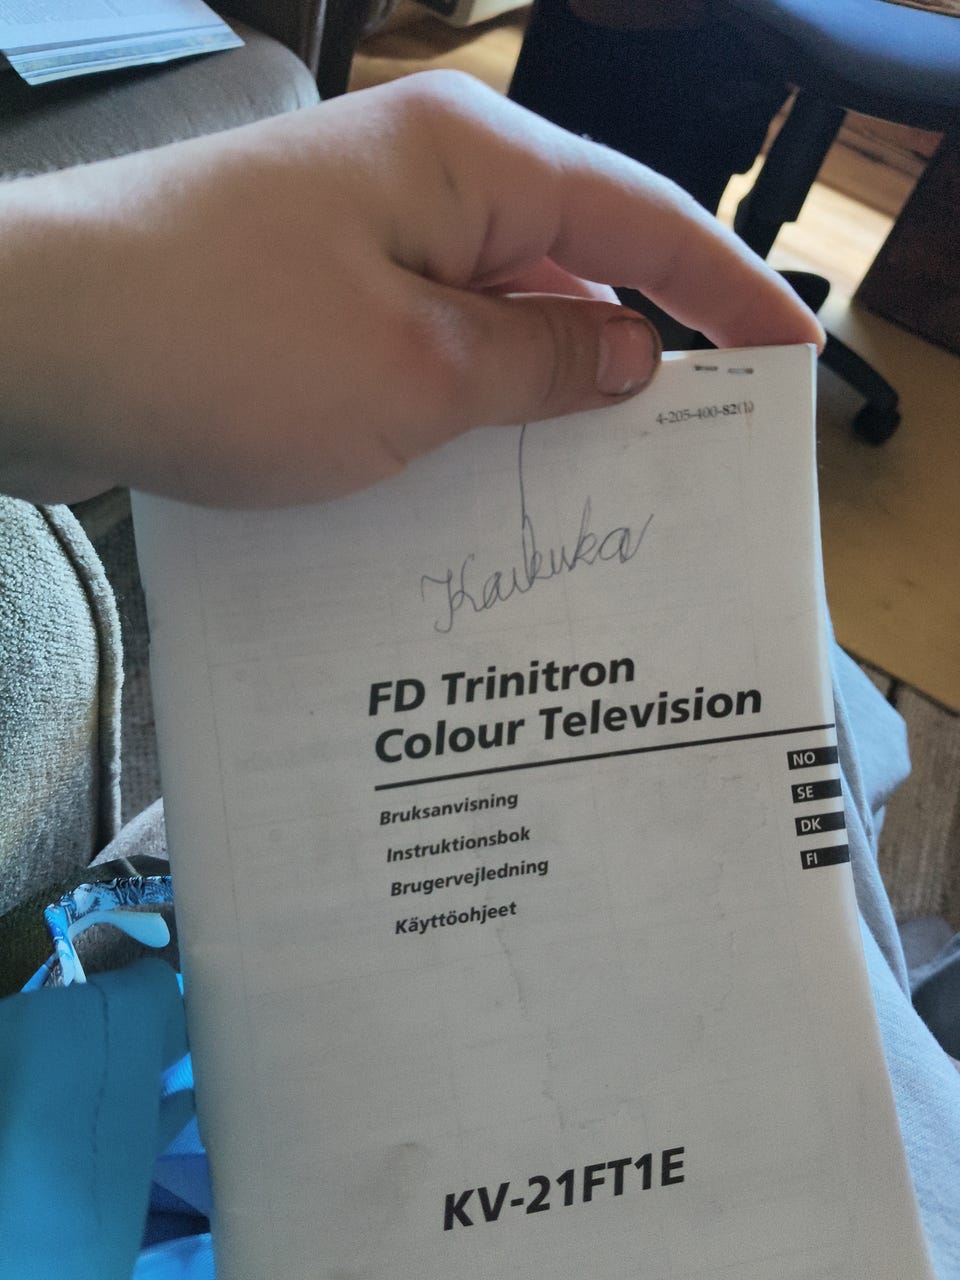 4-205-400-82(1)
FD Trinitron
Colour Television
NO
Bruksanvisning
SE
Instruktionsbok
DK
Brugervejledning
FI
Käyttöohjeet
KV-21FT1E